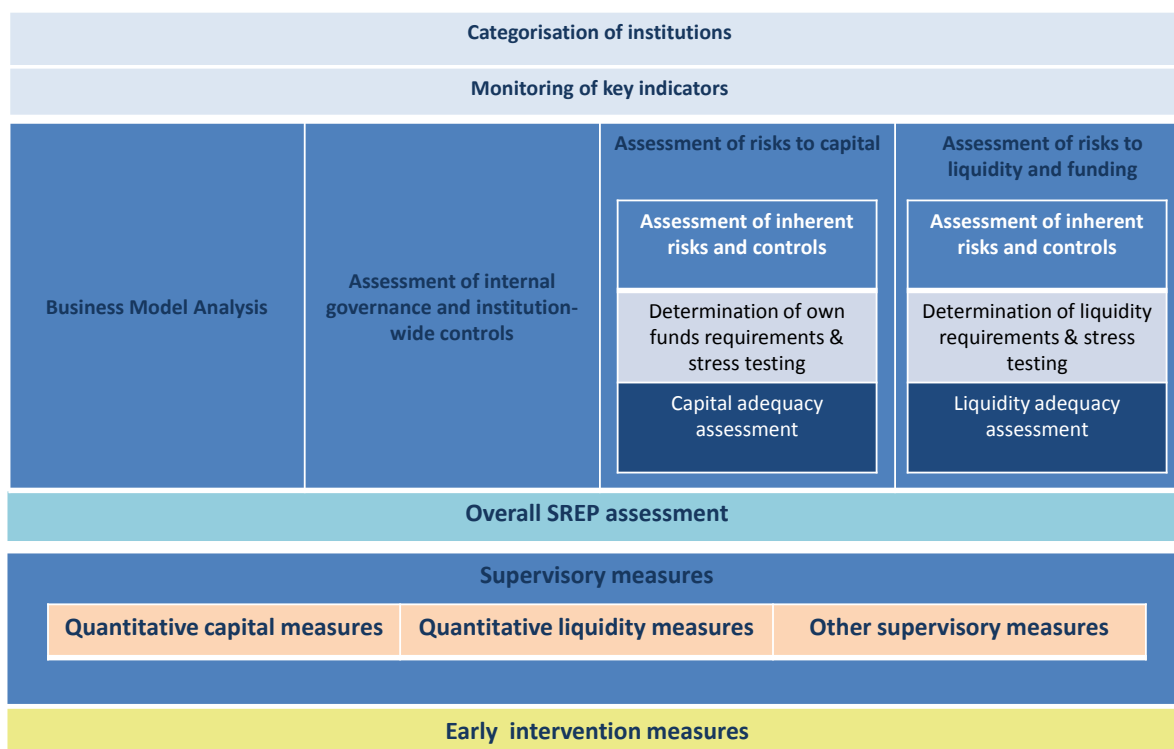 Categorisation of institutions
Monitoring of key indicators
Business Model Analysis
Assessment of internal
governance and institution-
wide controls
Assessment of risks to capital
Assessment of inherent
risks and controls
Determination of own
funds requirements &
stress testing
Capital adequacy
assessment
Assessment of risks to
liquidity and funding
Assessment of inherent
risks and controls
Determination of liquidity
requirements & stress
testing
Liquidity adequacy
assessment
Overall SREP assessment
Supervisory measures
Quantitative capital measures
Quantitative liquidity measures
Other supervisory measures
Early intervention measures